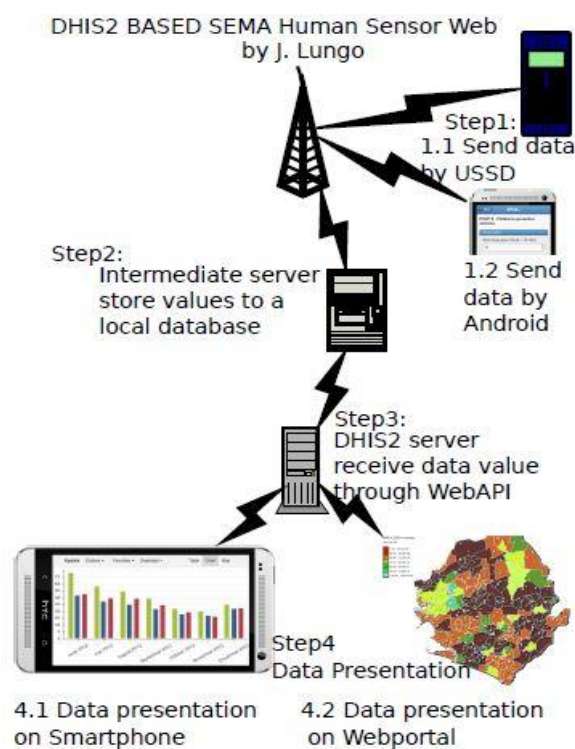 DHIS2 BASED SEMA Human Sensor Web
by J. Lungo
Step1:
1.1 Send data
by USSD
1.2 Send
data by
Android
Step2:
Intermediate server
store values to a
local database
Step3:
DHIS2 server
receive data value
through WebAPI
htc
Step4
Data Presentation
4.1 Data presentation
on Smartphone
4.2 Data presentation
on Webportal